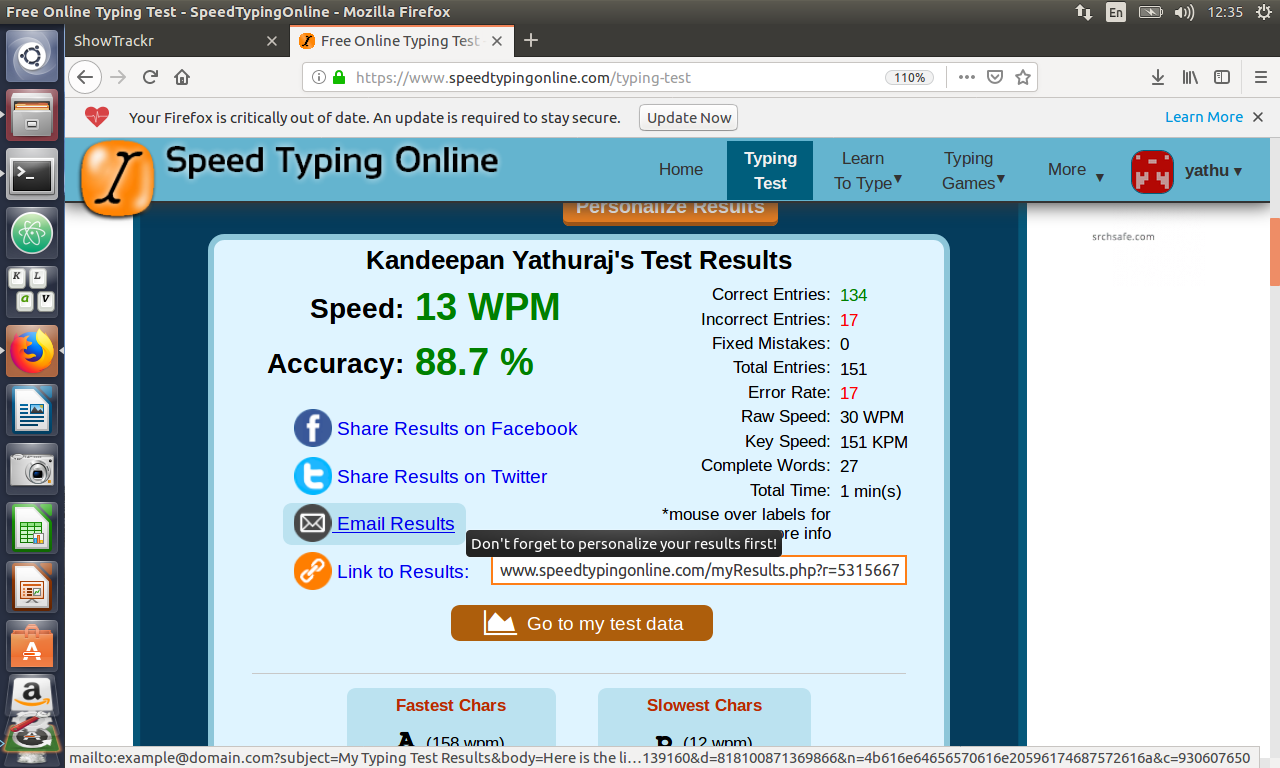 Free Online Typing Test - SpeedTypingOnline - Mozilla Firefox
En
12:35
ShowTrackr
Free Online Typing Test
https://www.speedtypingonline.com/typing-test
110%
Your Firefox is critically out of date. An update is required to stay secure.
Update Now
Learn More
Speed Typing Online
Home
Typing Test
Learn To Type
Typing Games
More
yathu
Personalize Results
srchsafe.com
Kandeepan Yathuraj's Test Results
Speed: 13 WPM
Accuracy: 88.7 %
Correct Entries: 134
Incorrect Entries: 17
Fixed Mistakes: 0
Total Entries: 151
Error Rate: 17
Raw Speed: 30 WPM
Key Speed: 151 KPM
Complete Words: 27
Total Time: 1 min(s)
*mouse over labels for
info
Share Results on Facebook
Share Results on Twitter
Email Results
Don't forget to personalize your results first!
Link to Results: www.speedtypingonline.com/myResults.php?r=5315667
Go to my test data
Fastest Chars
Slowest Chars
A (158 wpm)
(12 wpm)
mailto:example@domain.com?subject=My Typing Test Results&body=Here is the li…139160&d=818100871369866&n=4b616e64656570616e20596174687572616a&c=930607650